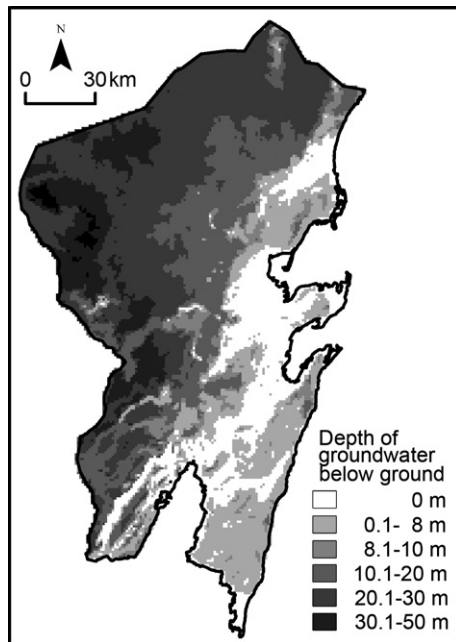 N
0 30 km
Depth of
groundwater
below ground
0 m
0.1- 8 m
8.1-10 m
10.1-20 m
20.1-30 m
30.1-50 m